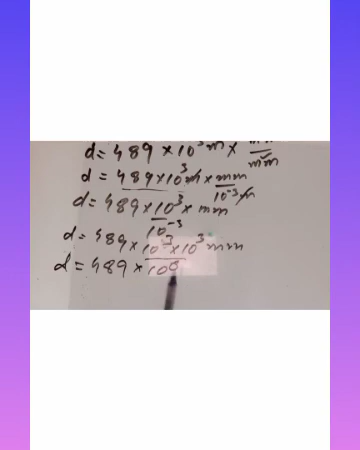 d = 489 × 10³ m × mm/mm
d = 489 × 10³ m × mm / 10⁻³ m
d = 489 × 10³ × mm / 10⁻³
d = 489 × 10³ × 10³ mm
d = 489 × 10⁶